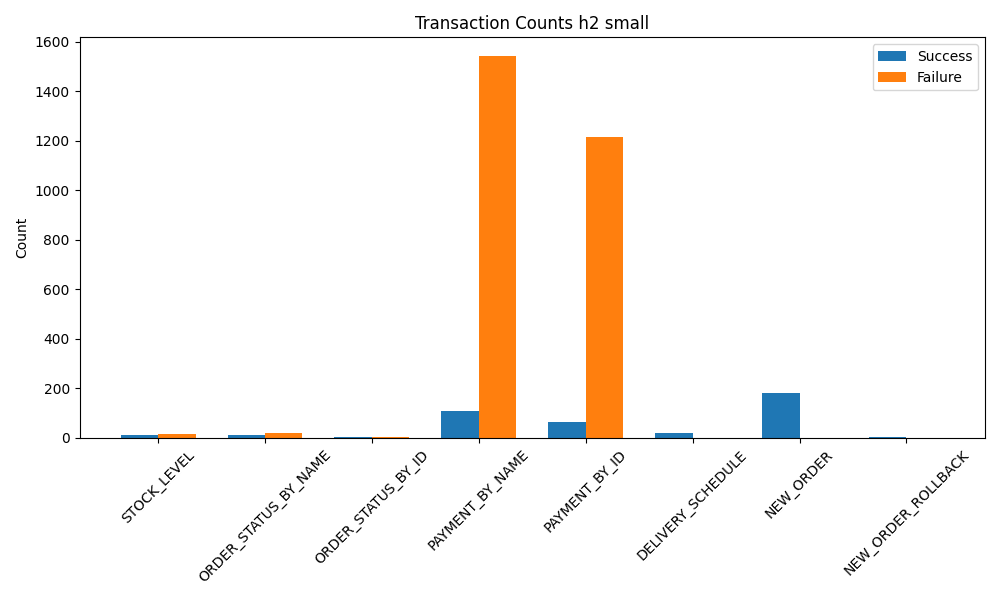 Transaction Counts h2 small
Success
Failure
Count
1600
1400
1200
1000
800
600
400
200
0
STOCK_LEVEL
ORDER_STATUS_BY_NAME
ORDER_STATUS_BY_ID
PAYMENT_BY_NAME
PAYMENT_BY_ID
DELIVERY_SCHEDULE
NEW_ORDER
NEW_ORDER_ROLLBACK